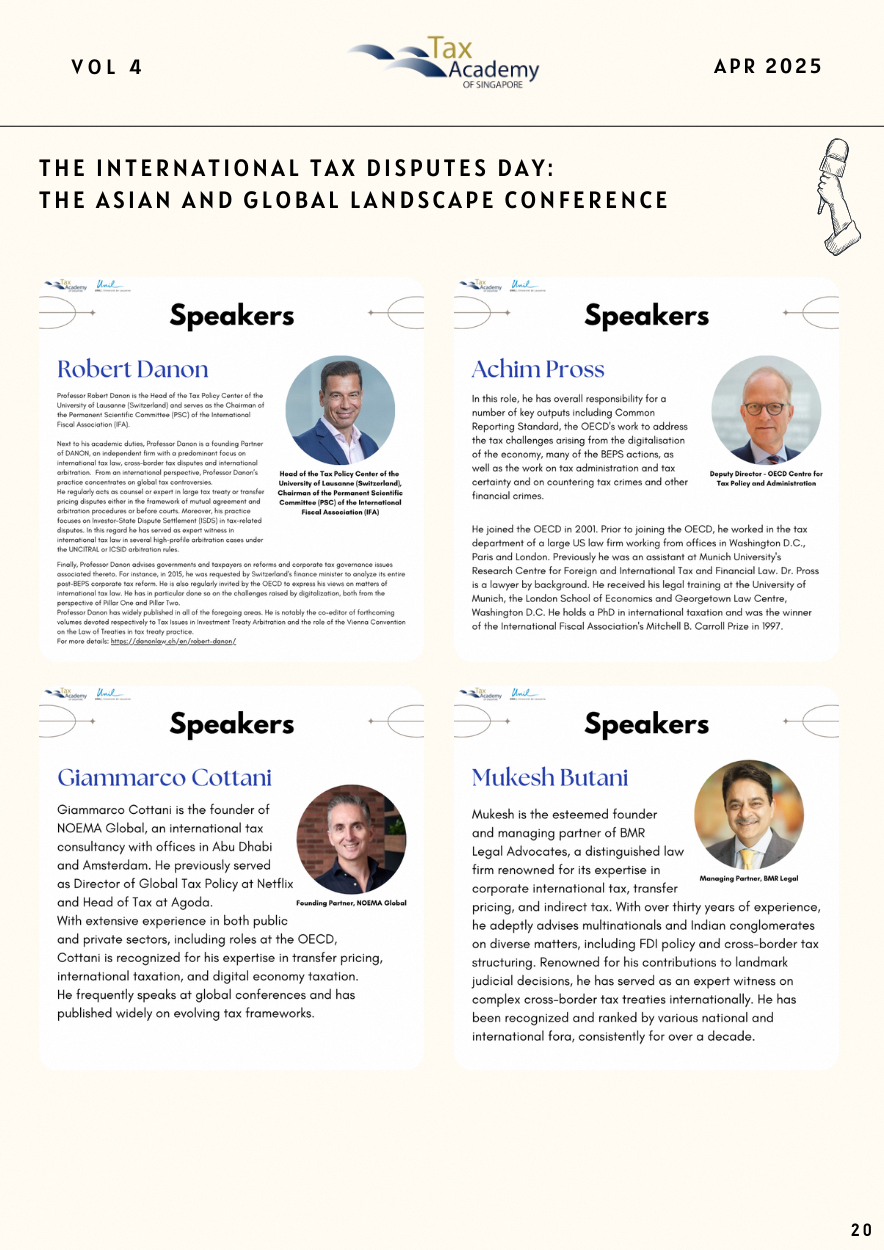 VOL 4
Tax
Academy
OF SINGAPORE
APR 2025
THE INTERNATIONAL TAX DISPUTES DAY:
THE ASIAN AND GLOBAL LANDSCAPE CONFERENCE
Tax
Academy
OF SINGAPORE
Unil
Speakers
Robert Danon
Professor Robert Danon is the Head of the Tax Policy Center of the
University of Lausanne (Switzerland) and serves as the Chairman of
the Permanent Scientific Committee (PSC) of the International
Fiscal Association (IFA).
Next to his academic duties, Professor Danon is a founding Partner
of DANON, an independent firm with a predominant focus on
international tax law, cross-border tax disputes and international
arbitration. From an international perspective, Professor Danon's
practice concentrates on global tax controversies.
He regularly acts as counsel or expert in large tax treaty or transfer
pricing disputes either in the framework of mutual agreement and
arbitration procedures or before courts. Moreover, his practice
focuses on Investor-State Dispute Settlement (ISDS) in tax-related
disputes. In this regard he has served as expert witness in
international tax law in several high-profile arbitration cases under
the UNCITRAL or ICSID arbitration rules.
Head of the Tax Policy Center of the
University of Lausanne (Switzerland),
Chairman of the Permanent Scientific
Committee (PSC) of the International
Fiscal Association (IFA)
Finally, Professor Danon advises governments and taxpayers on reforms and corporate tax governance issues
associated thereto. For instance, in 2015, he was requested by Switzerland's finance minister to analyze its entire
post-BEPS corporate tax reform. He is also regularly invited by the OECD to express his views on matters of
international tax law. He has in particular done so on the challenges raised by digitalization, both from the
perspective of Pillar One and Pillar Two.
Professor Danon has widely published in all of the foregoing areas. He is notably the co-editor of forthcoming
volumes devoted respectively to Tax Issues in Investment Treaty Arbitration and the role of the Vienna Convention
on the Law of Treaties in tax treaty practice.
For more details: https://danonlaw.ch/en/robert-danon/
Tax
Academy
OF SINGAPORE
Unil
Speakers
Achim Pross
In this role, he has overall responsibility for a
number of key outputs including Common
Reporting Standard, the OECD's work to address
the tax challenges arising from the digitalisation
of the economy, many of the BEPS actions, as
well as the work on tax administration and tax
certainty and on countering tax crimes and other
financial crimes.
Deputy Director - OECD Centre for
Tax Policy and Administration
He joined the OECD in 2001. Prior to joining the OECD, he worked in the tax
department of a large US law firm working from offices in Washington D.C.,
Paris and London. Previously he was an assistant at Munich University's
Research Centre for Foreign and International Tax and Financial Law. Dr. Pross
is a lawyer by background. He received his legal training at the University of
Munich, the London School of Economics and Georgetown Law Centre,
Washington D.C. He holds a PhD in international taxation and was the winner
of the International Fiscal Association's Mitchell B. Carroll Prize in 1997.
Tax
Academy
OF SINGAPORE
Unil
Speakers
Giammarco Cottani
Giammarco Cottani is the founder of
NOEMA Global, an international tax
consultancy with offices in Abu Dhabi
and Amsterdam. He previously served
as Director of Global Tax Policy at Netflix
and Head of Tax at Agoda.
Founding Partner, NOEMA Global
With extensive experience in both public
and private sectors, including roles at the OECD,
Cottani is recognized for his expertise in transfer pricing,
international taxation, and digital economy taxation.
He frequently speaks at global conferences and has
published widely on evolving tax frameworks.
Tax
Academy
OF SINGAPORE
Unil
Speakers
Mukesh Butani
Mukesh is the esteemed founder
and managing partner of BMR
Legal Advocates, a distinguished law
firm renowned for its expertise in
corporate international tax, transfer
Managing Partner, BMR Legal
pricing, and indirect tax. With over thirty years of experience,
he adeptly advises multinationals and Indian conglomerates
on diverse matters, including FDI policy and cross-border tax
structuring. Renowned for his contributions to landmark
judicial decisions, he has served as an expert witness on
complex cross-border tax treaties internationally. He has
been recognized and ranked by various national and
international fora, consistently for over a decade.
20